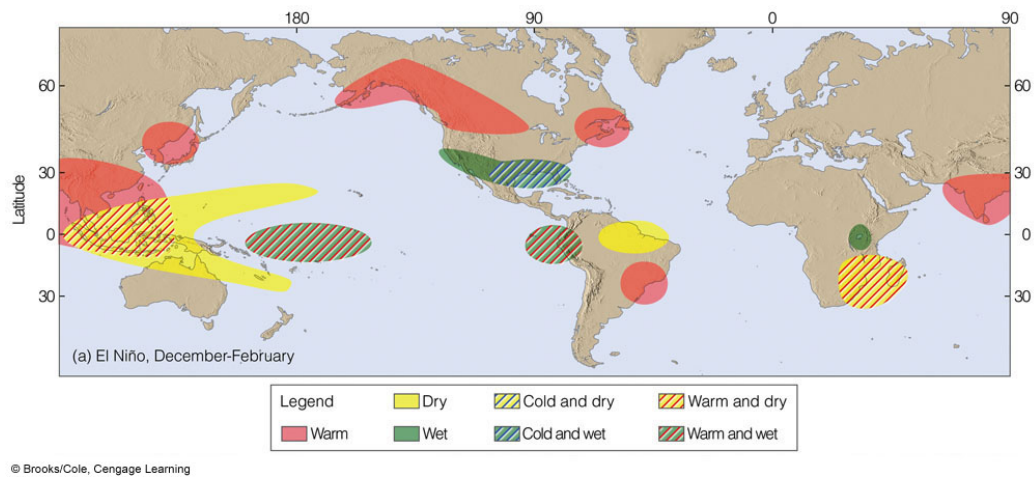 180 90 0 90
60 60
30 30
Latitude
0 0
30 30
(a) El Niño, December-February
Legend Dry Cold and dry Warm and dry
Warm Wet Cold and wet Warm and wet
© Brooks/Cole, Cengage Learning